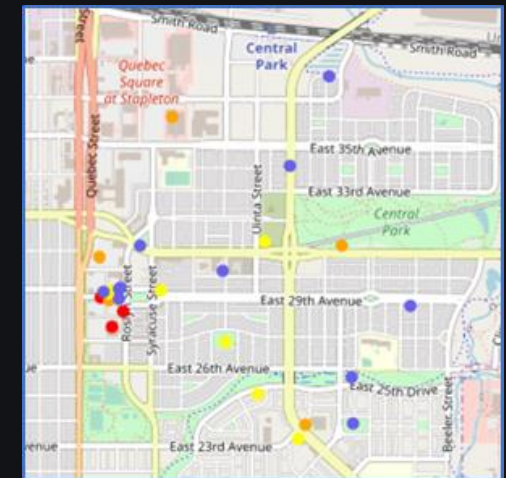 Street
Smith Road
Central
Park
Smith Road
Quebec
Square
at Stapleton
Quebec Street
East 35th Avenue
Uinta Street
East 33rd Avenue
Central
Park
Street
Syracuse Street
East 29th Avenue
East 26th Avenue
East 25th Drive
Beeler Street
East 23rd Avenue